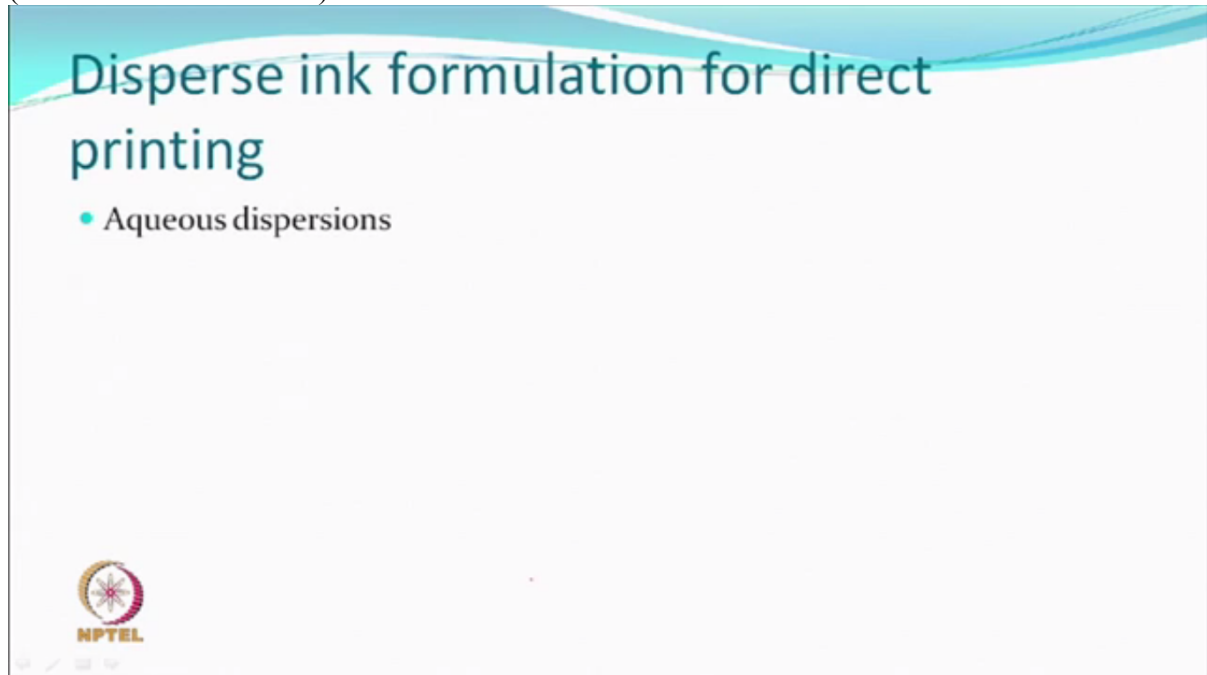 Disperse ink formulation for direct
printing
Aqueous dispersions
NPTEL